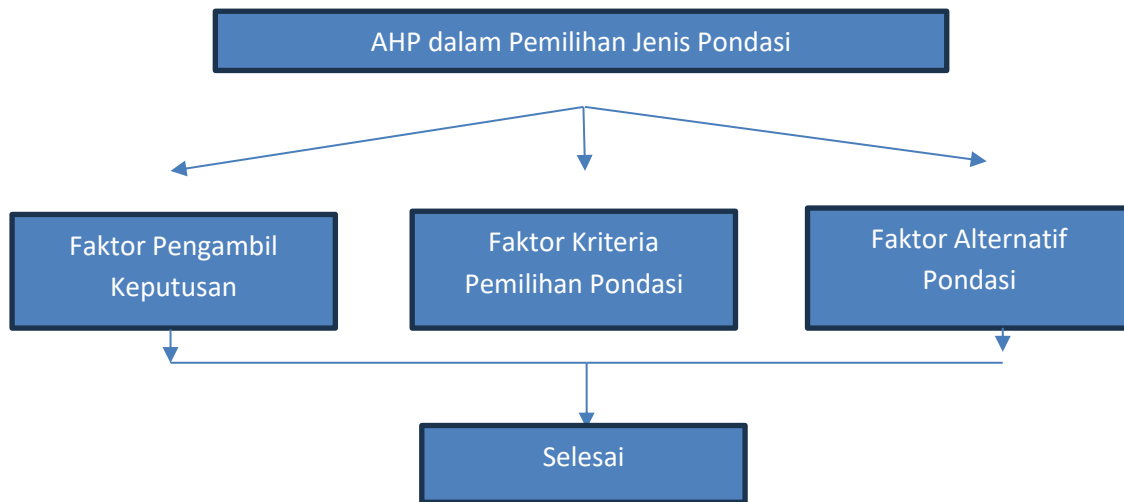 AHP dalam Pemilihan Jenis Pondasi
Faktor Pengambil
Keputusan
Faktor Kriteria
Pemilihan Pondasi
Faktor Alternatif
Pondasi
Selesai